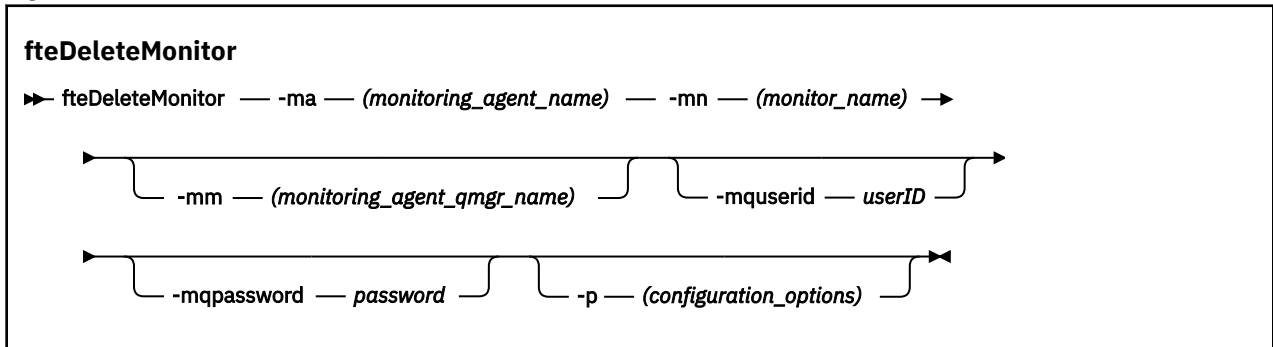 fteDeleteMonitor
fteDeleteMonitor -ma (monitoring_agent_name) -mn (monitor_name)
-mm (monitoring_agent_qmgr_name) -mquserid userID
-mqpassword password -p (configuration_options)